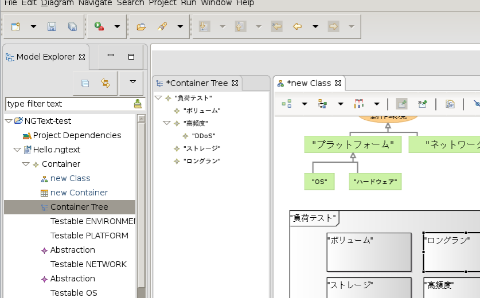 File Edit Diagram Navigate Search Project Run Window Help
Model Explorer
type filter text
NGText-test
Project Dependencies
Hello.ngtext
Container
new Class
new Container
Container Tree
Testable ENVIRONME
Testable PLATFORM
Abstraction
Testable NETWORK
Abstraction
Testable OS
*Container Tree
"負荷テスト"
"ボリューム"
"高頻度"
"DDoS"
"ストレージ"
"ロングラン"
*new Class
"プラットフォーム"
"ネットワーク
"OS"
"ハードウェア"
"負荷テスト"
"ボリューム"
"ロングラン"
"ストレージ"
"高頻度"